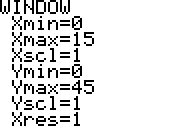 WINDOW
Xmin=0
Xmax=15
Xscl=1
Ymin=0
Ymax=45
Yscl=1
Xres=1